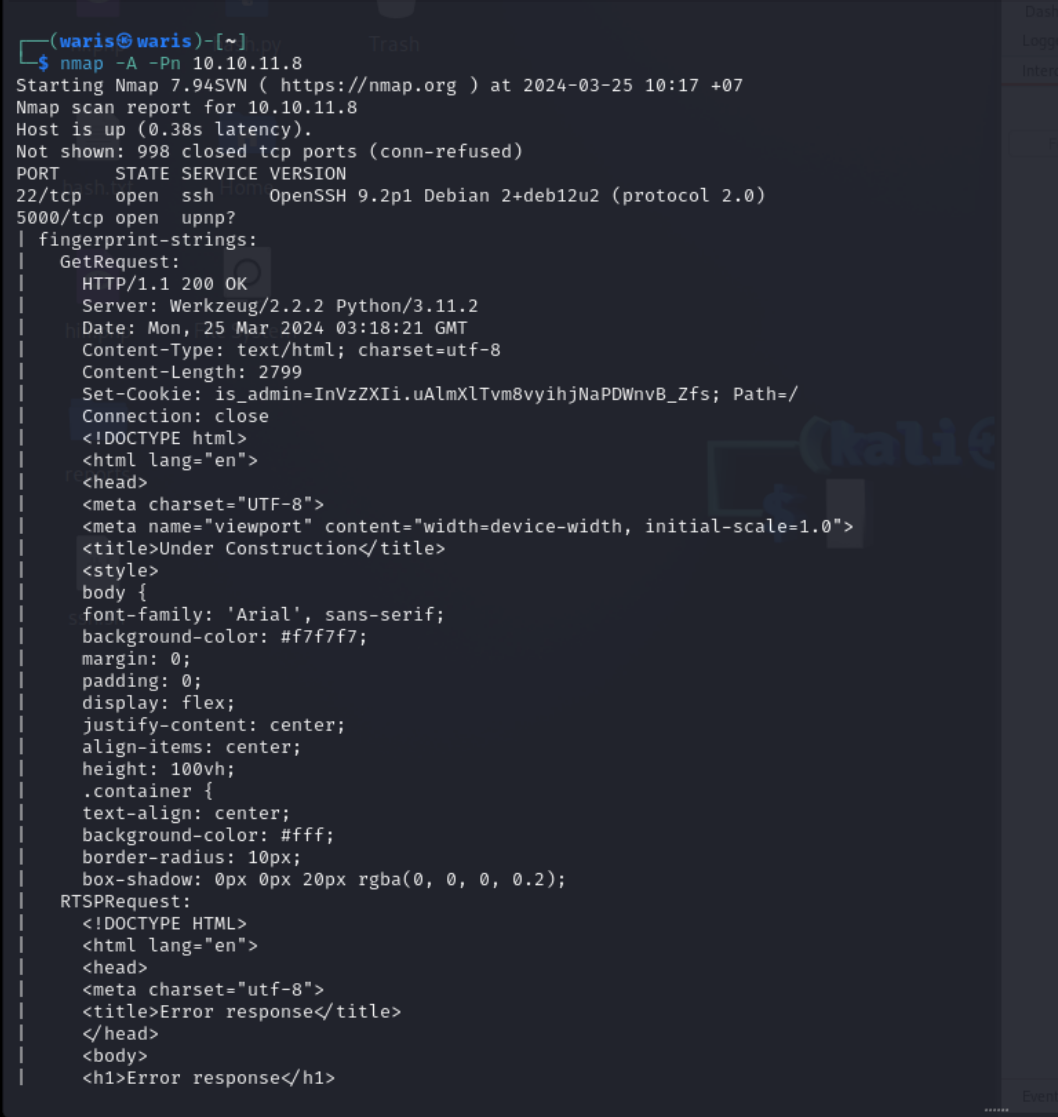 ┌──(waris㉿waris)-[~]
└─$ nmap -A -Pn 10.10.11.8
Starting Nmap 7.94SVN ( https://nmap.org ) at 2024-03-25 10:17 +07
Nmap scan report for 10.10.11.8
Host is up (0.38s latency).
Not shown: 998 closed tcp ports (conn-refused)
PORT     STATE SERVICE VERSION
22/tcp   open  ssh     OpenSSH 9.2p1 Debian 2+deb12u2 (protocol 2.0)
5000/tcp open  upnp?
| fingerprint-strings:
|   GetRequest:
|     HTTP/1.1 200 OK
|     Server: Werkzeug/2.2.2 Python/3.11.2
|     Date: Mon, 25 Mar 2024 03:18:21 GMT
|     Content-Type: text/html; charset=utf-8
|     Content-Length: 2799
|     Set-Cookie: is_admin=InVzZXIi.uAlmXlTvm8vyihjNaPDWnvB_Zfs; Path=/
|     Connection: close
|     <!DOCTYPE html>
|     <html lang="en">
|     <head>
|     <meta charset="UTF-8">
|     <meta name="viewport" content="width=device-width, initial-scale=1.0">
|     <title>Under Construction</title>
|     <style>
|     body {
|     font-family: 'Arial', sans-serif;
|     background-color: #f7f7f7;
|     margin: 0;
|     padding: 0;
|     display: flex;
|     justify-content: center;
|     align-items: center;
|     height: 100vh;
|     .container {
|     text-align: center;
|     background-color: #fff;
|     border-radius: 10px;
|     box-shadow: 0px 0px 20px rgba(0, 0, 0, 0.2);
|   RTSPRequest:
|     <!DOCTYPE HTML>
|     <html lang="en">
|     <head>
|     <meta charset="utf-8">
|     <title>Error response</title>
|     </head>
|     <body>
|     <h1>Error response</h1>
Trash
kali